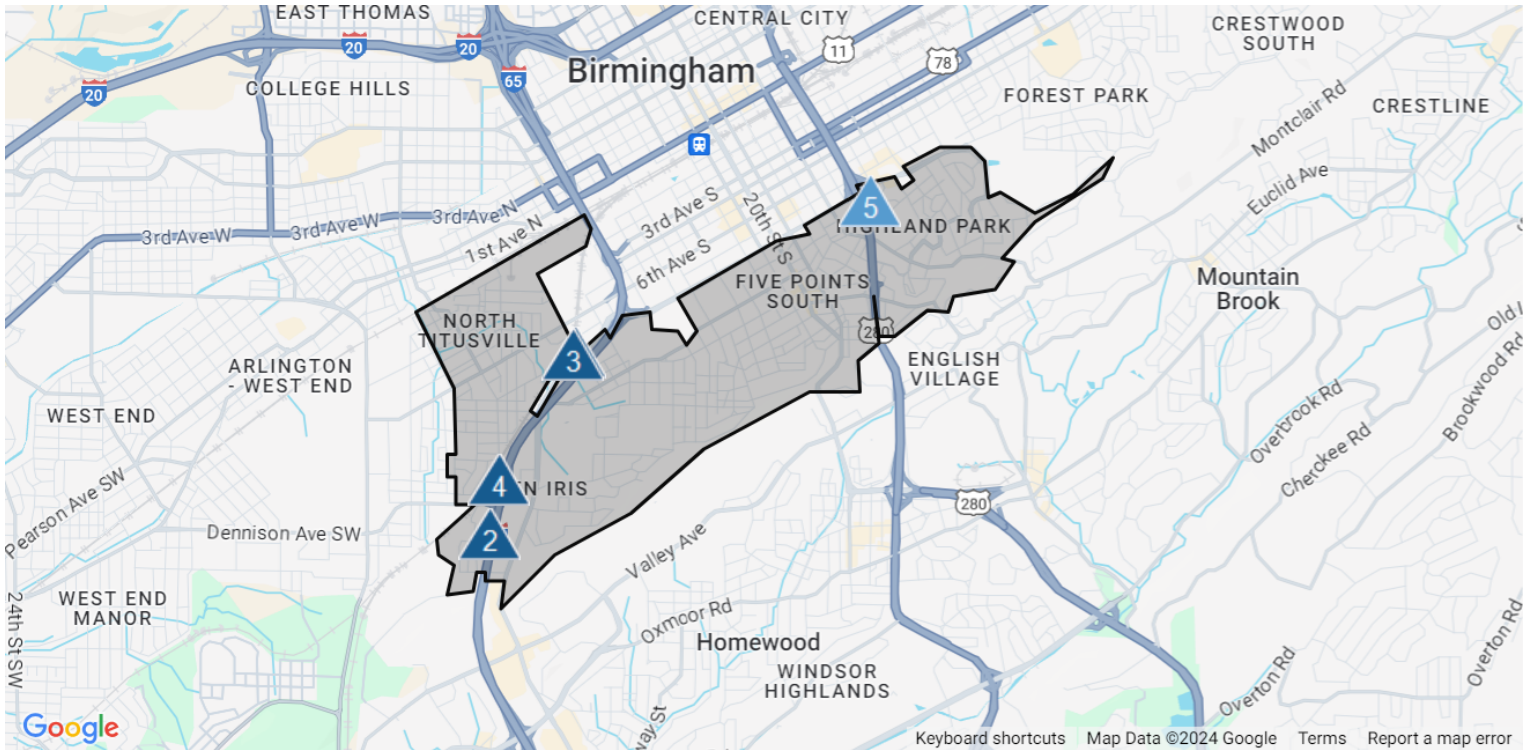 EAST THOMAS
CENTRAL CITY
CRESTWOOD
SOUTH
20
20
11
65
78
Birmingham
20
COLLEGE HILLS
FOREST PARK
CRESTLINE
Montclair Rd
Euclid Ave
3rd Ave W
3rd Ave W
3rd Ave N
1st Ave N
3rd Ave S
6th Ave S
20th St S
5
HIGHLAND PARK
FIVE POINTS
SOUTH
Mountain
Brook
NORTH
TITUSVILLE
280
3
ARLINGTON
- WEST END
ENGLISH
VILLAGE
WEST END
Overbrook Rd
Cherokee Rd
Brookwood Rd
Pearson Ave SW
4
EN IRIS
280
2
Dennison Ave SW
Valley Ave
WEST END
MANOR
24th St SW
Oxmoor Rd
Homewood
WINDSOR
HIGHLANDS
Overton Rd
Overton Rd
way St
Google
Keyboard shortcuts Map Data ©2024 Google Terms Report a map error